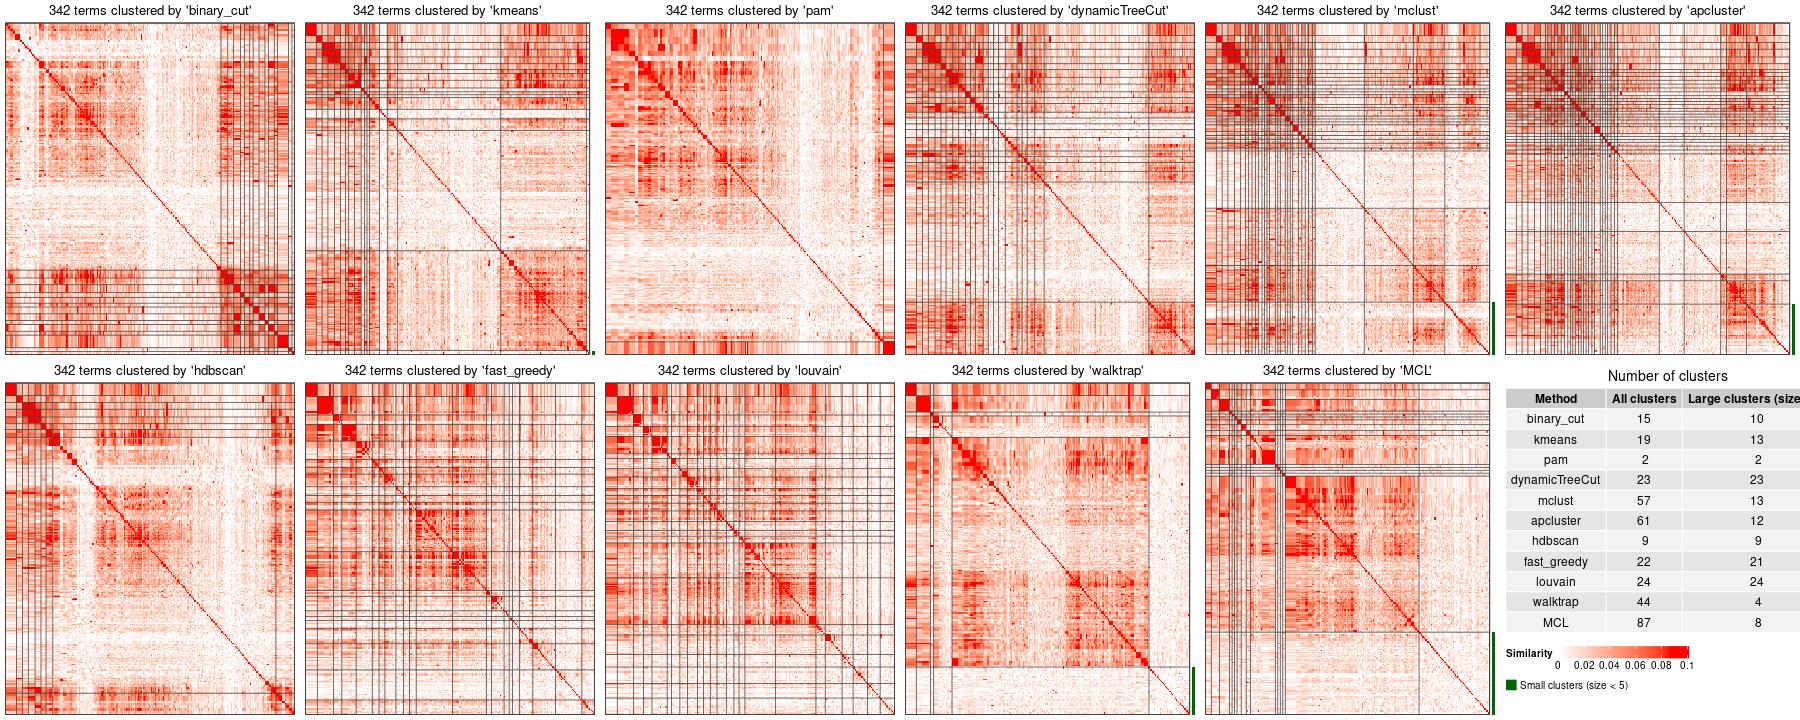 342 terms clustered by 'binary_cut'
342 terms clustered by 'kmeans'
342 terms clustered by 'pam'
342 terms clustered by 'dynamicTreeCut'
342 terms clustered by 'mclust'
342 terms clustered by 'apcluster'
342 terms clustered by 'hdbscan'
342 terms clustered by 'fast_greedy'
342 terms clustered by 'louvain'
342 terms clustered by 'walktrap'
342 terms clustered by 'MCL'
Number of clusters
Method All clusters Large clusters (size
binary_cut 15 10
kmeans 19 13
pam 2 2
dynamicTreeCut 23 23
mclust 57 13
apcluster 61 12
hdbscan 9 9
fast_greedy 22 21
louvain 24 24
walktrap 44 4
MCL 87 8
Similarity
0 0.02 0.04 0.06 0.08 0.1
Small clusters (size < 5)